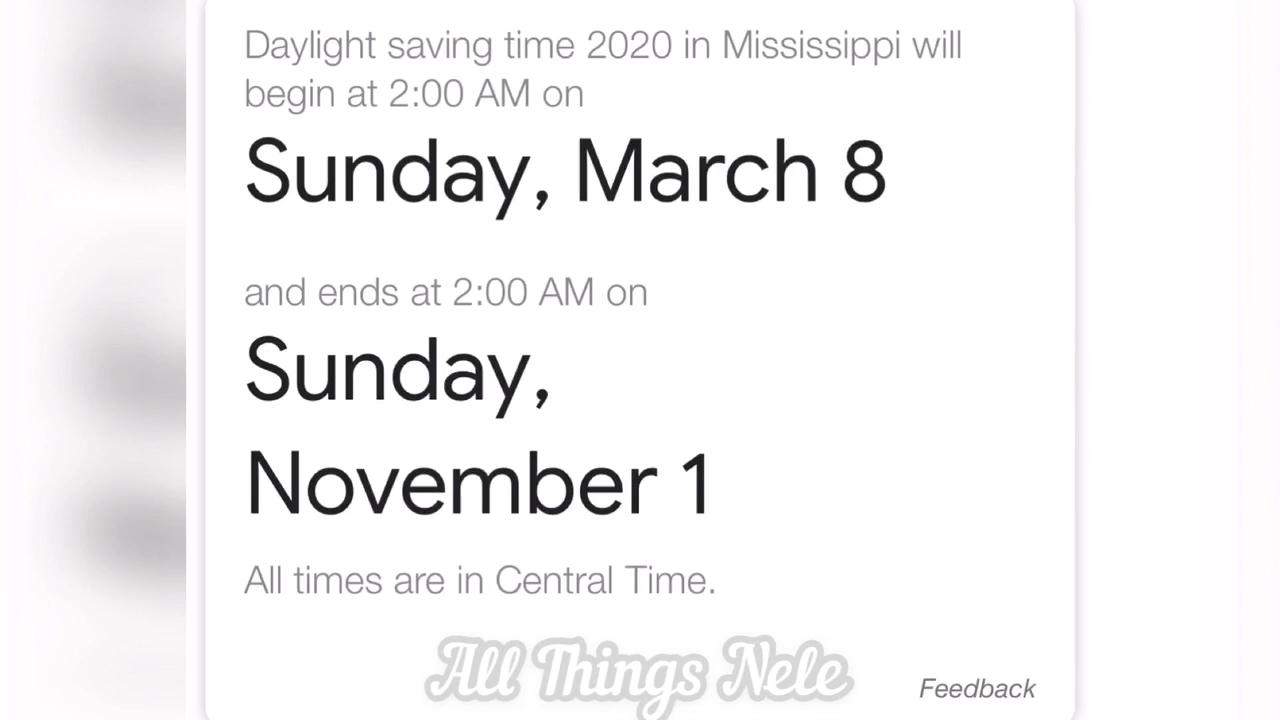 Daylight saving time 2020 in Mississippi will
begin at 2:00 AM on
Sunday, March 8
and ends at 2:00 AM on
Sunday,
November 1
All times are in Central Time.
All Things Nele
Feedback